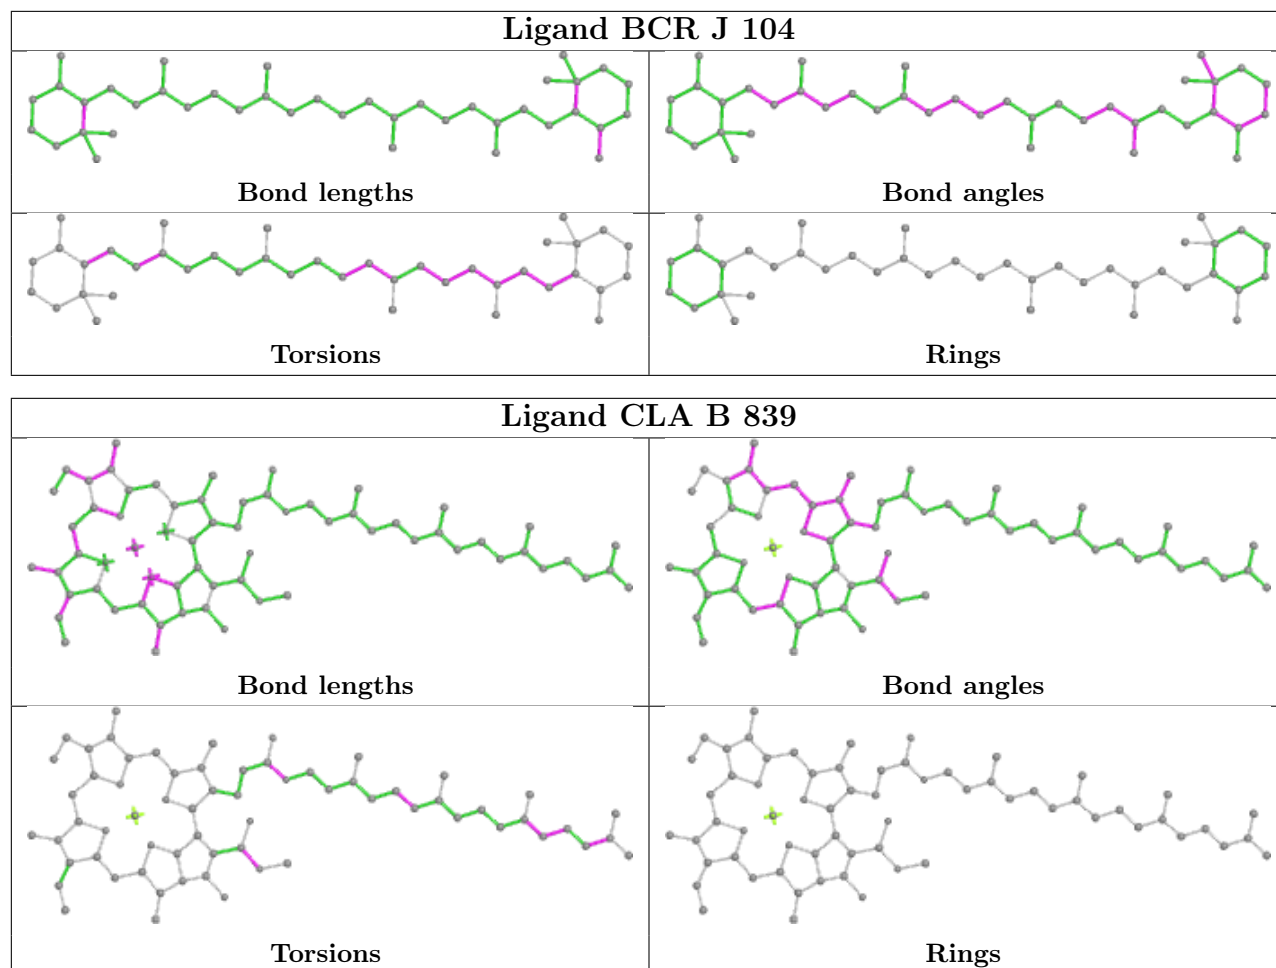 Ligand BCR J 104
Bond lengths
Bond angles
Torsions
Rings
Ligand CLA B 839
Bond lengths
Bond angles
Torsions
Rings